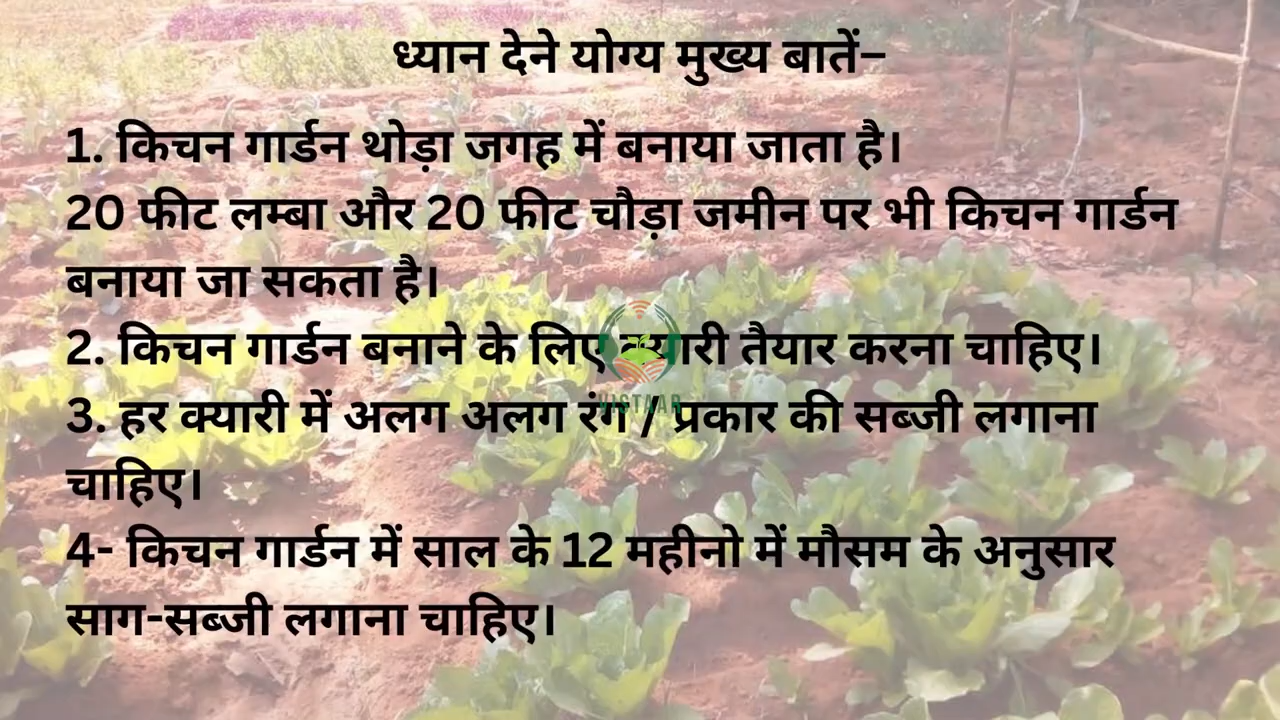 ध्यान देने योग्य मुख्य बातें–
1. किचन गार्डन थोड़ा जगह में बनाया जाता है।
20 फीट लम्बा और 20 फीट चौड़ा जमीन पर भी किचन गार्डन
बनाया जा सकता है।
2. किचन गार्डन बनाने के लिए क्यारी तैयार करना चाहिए।
VISTAAR
3. हर क्यारी में अलग अलग रंग / प्रकार की सब्जी लगाना
चाहिए।
4- किचन गार्डन में साल के 12 महीनो में मौसम के अनुसार
साग-सब्जी लगाना चाहिए।